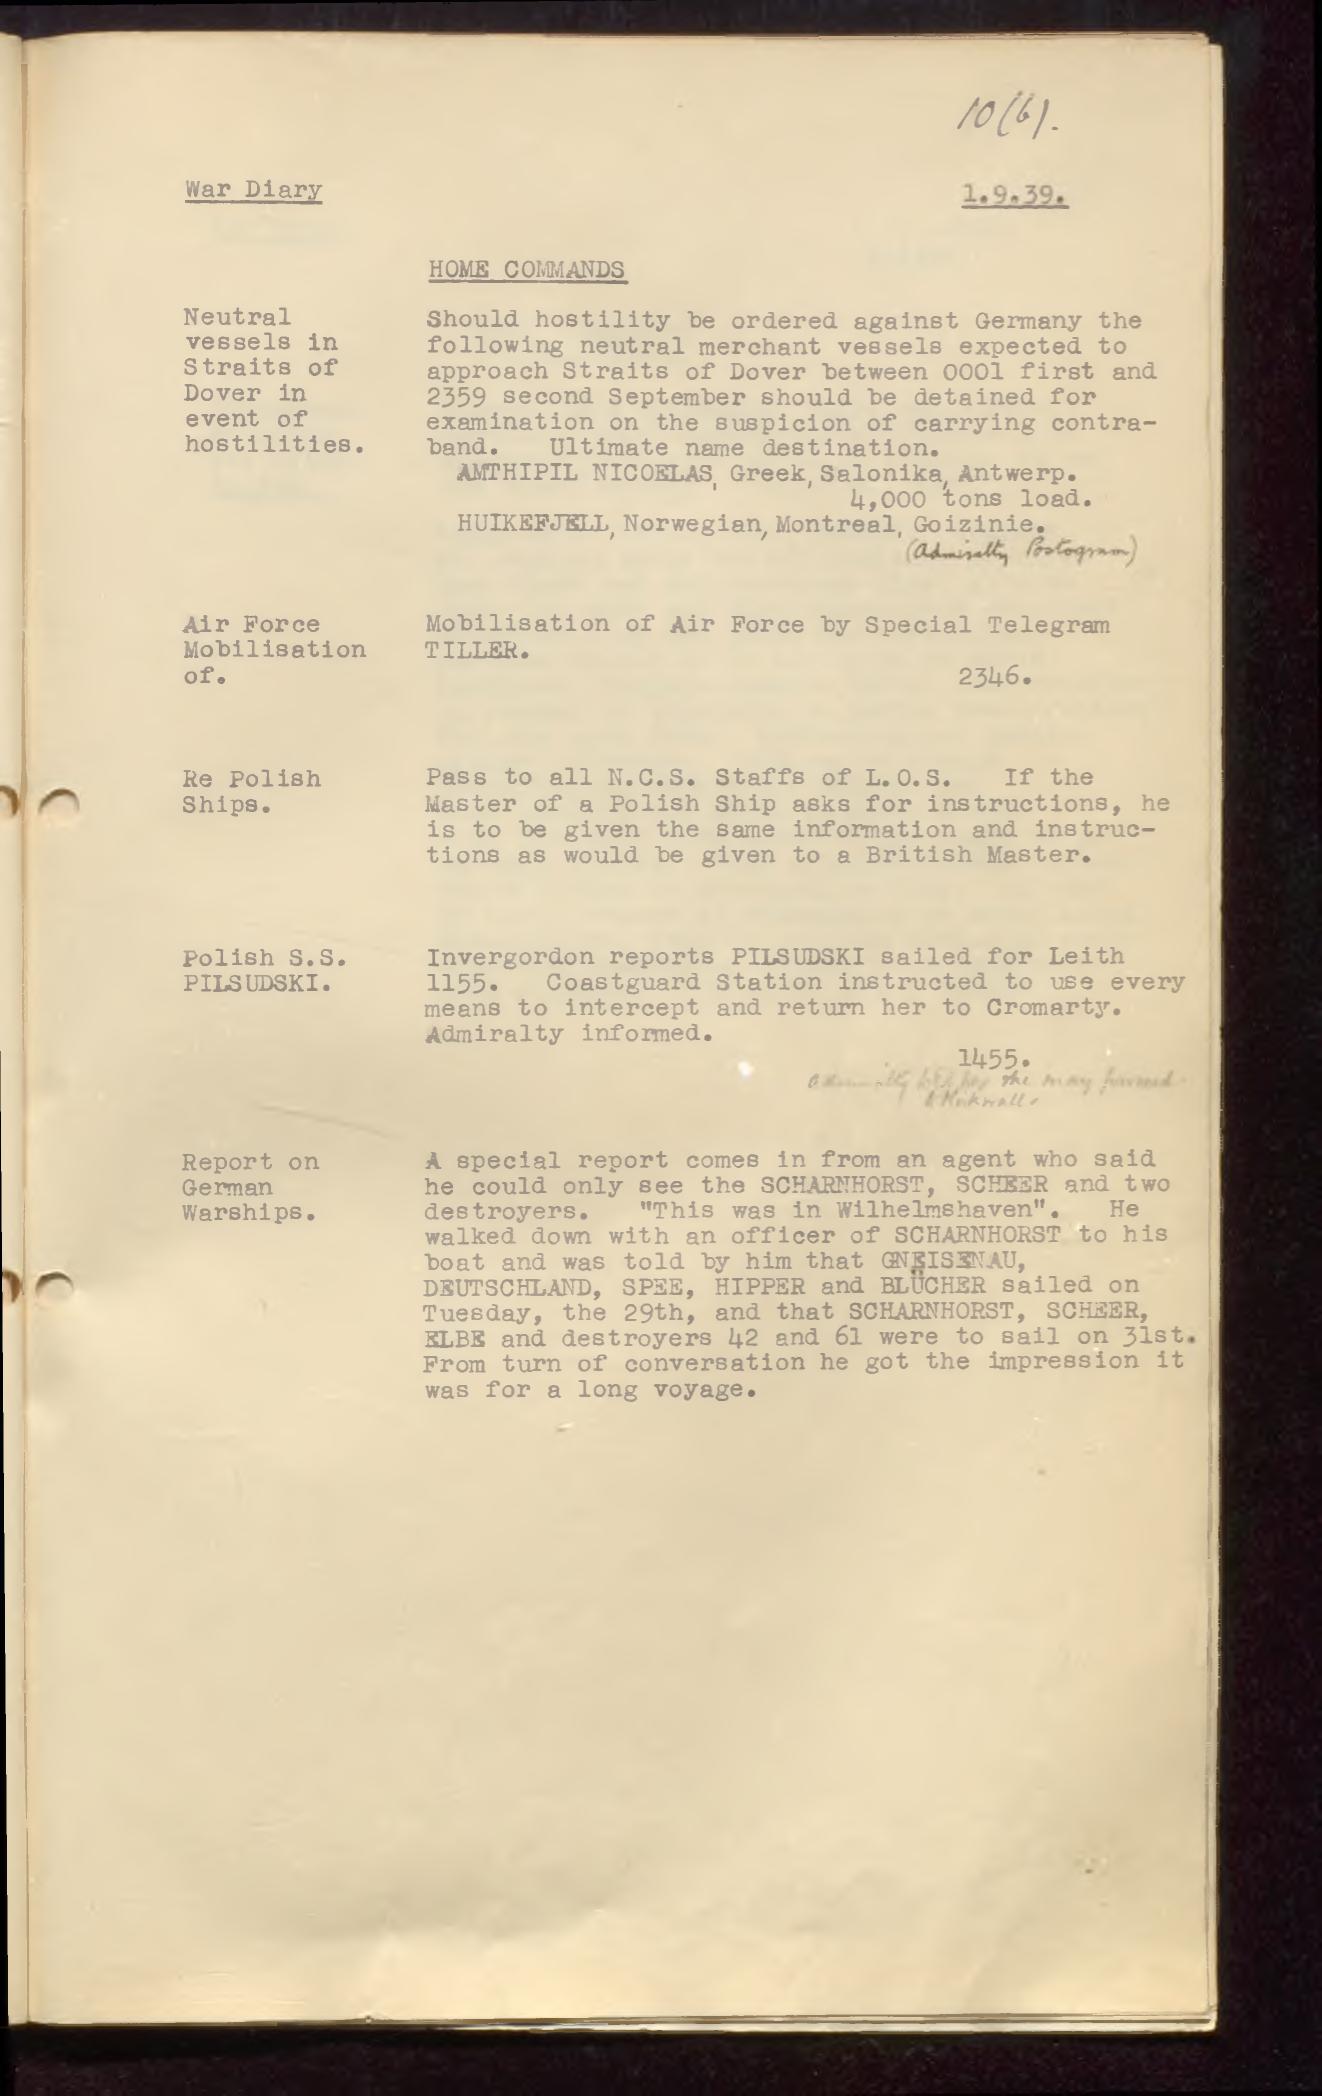 10(b).
War Diary
1.9.39.
HOME COMMANDS
Neutral
vessels in
Straits of
Dover in
event of
hostilities.
Should hostility be ordered against Germany the
following neutral merchant vessels expected to
approach Straits of Dover between 0001 first and
2359 second September should be detained for
examination on the suspicion of carrying contra-
band. Ultimate name destination.
AMTHIPIL NICOELAS, Greek, Salonika, Antwerp.
4,000 tons load.
HUIKEFJELL, Norwegian, Montreal, Goizinie.
(Admiralty Postogram)
Air Force
Mobilisation
of.
Mobilisation of Air Force by Special Telegram
TILLER.
2346.
Re Polish
Ships.
Pass to all N.C.S. Staffs of L.O.S. If the
Master of a Polish Ship asks for instructions, he
is to be given the same information and instruc-
tions as would be given to a British Master.
Polish S.S.
PILSUDSKI.
Invergordon reports PILSUDSKI sailed for Leith
1155. Coastguard Station instructed to use every
means to intercept and return her to Cromarty.
Admiralty informed.
1455.
Admiralty she may proceed
Kirkwall.
Report on
German
Warships.
A special report comes in from an agent who said
he could only see the SCHARNHORST, SCHEER and two
destroyers. "This was in Wilhelmshaven". He
walked down with an officer of SCHARNHORST to his
boat and was told by him that GNEISENAU,
DEUTSCHLAND, SPEE, HIPPER and BLÜCHER sailed on
Tuesday, the 29th, and that SCHARNHORST, SCHEER,
ELBE and destroyers 42 and 61 were to sail on 31st.
From turn of conversation he got the impression it
was for a long voyage.